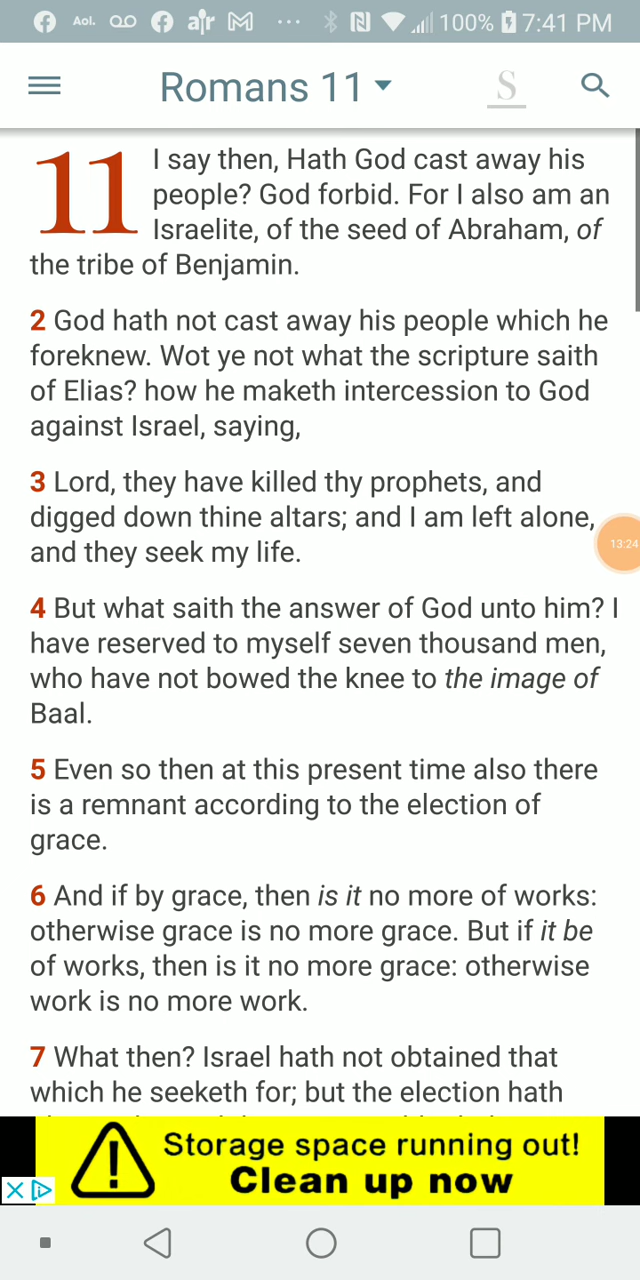 Aol. a|r M ... 100% 7:41 PM
Romans 11 S
11 I say then, Hath God cast away his
people? God forbid. For I also am an
Israelite, of the seed of Abraham, of
the tribe of Benjamin.
2 God hath not cast away his people which he
foreknew. Wot ye not what the scripture saith
of Elias? how he maketh intercession to God
against Israel, saying,
3 Lord, they have killed thy prophets, and
digged down thine altars; and I am left alone,
and they seek my life.
13:24
4 But what saith the answer of God unto him? I
have reserved to myself seven thousand men,
who have not bowed the knee to the image of
Baal.
5 Even so then at this present time also there
is a remnant according to the election of
grace.
6 And if by grace, then is it no more of works:
otherwise grace is no more grace. But if it be
of works, then is it no more grace: otherwise
work is no more work.
7 What then? Israel hath not obtained that
which he seeketh for; but the election hath
Storage space running out!
Clean up now